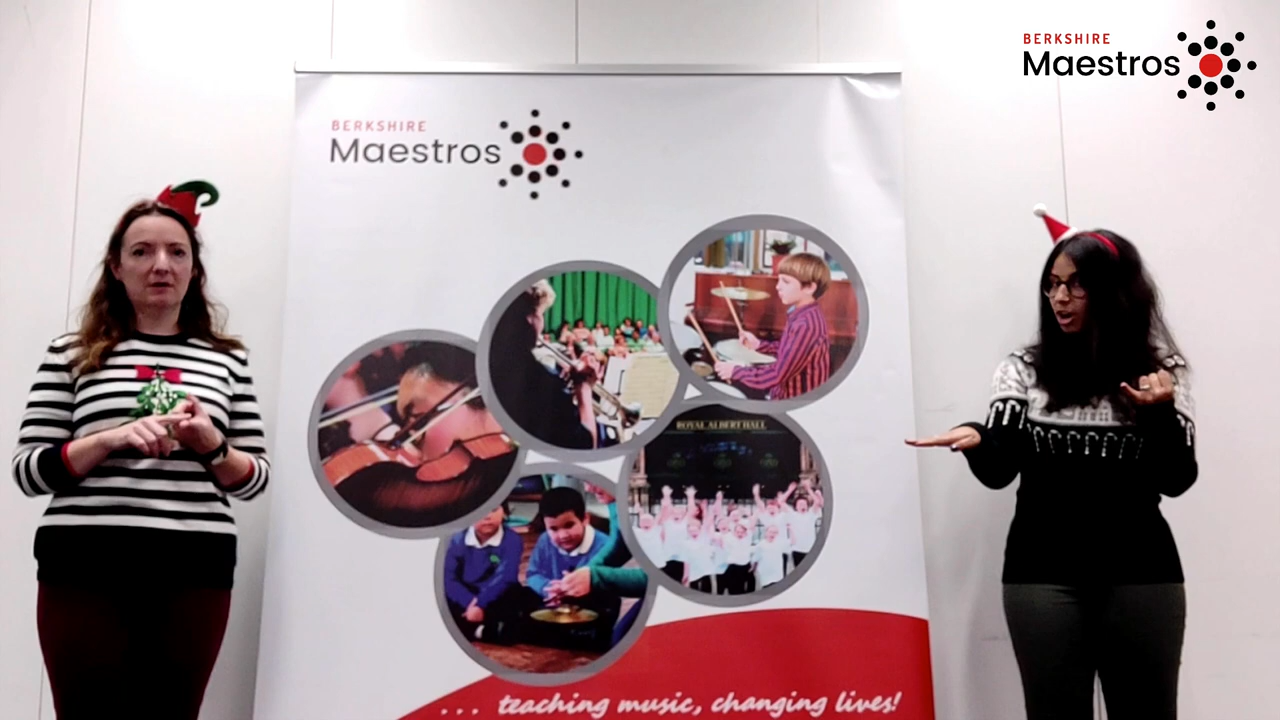 BERKSHIRE
Maestros
BERKSHIRE
Maestros
ROYAL ALBERT HALL
... teaching music, changing lives!